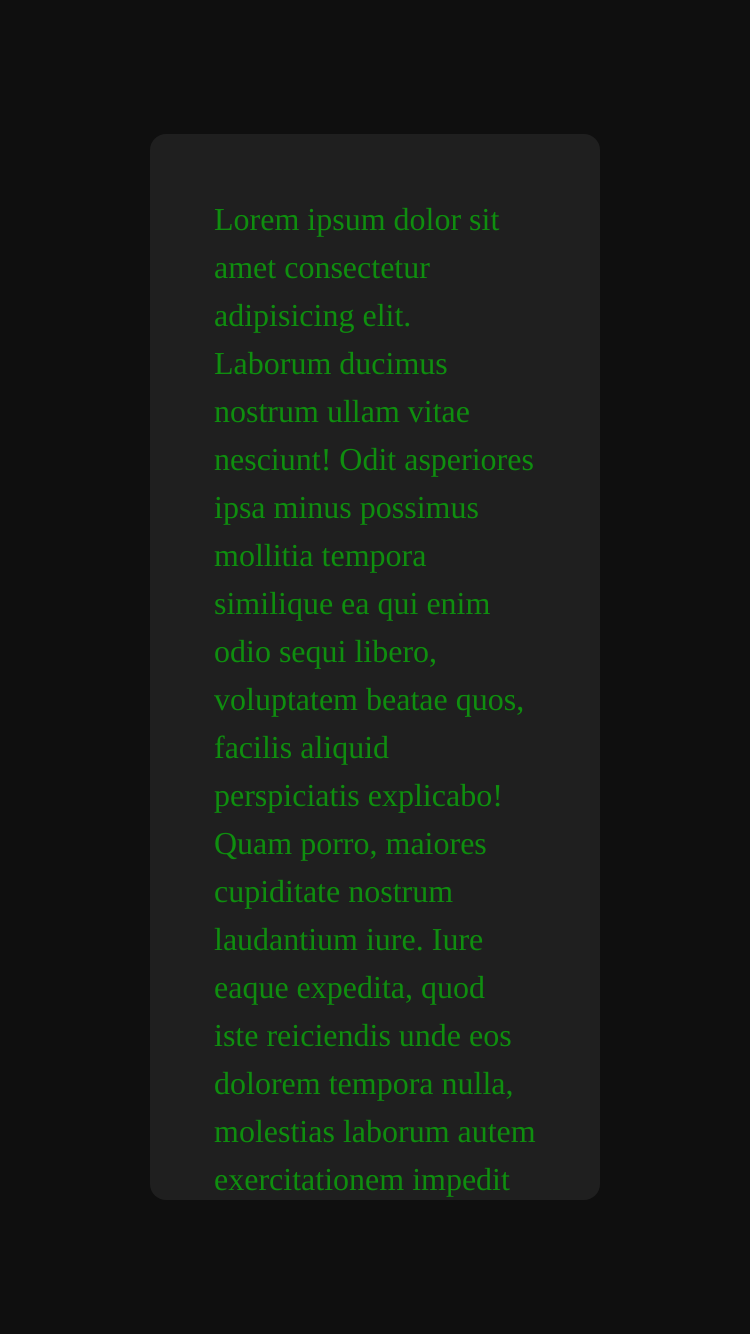 Lorem ipsum dolor sit
amet consectetur
adipisicing elit.
Laborum ducimus
nostrum ullam vitae
nesciunt! Odit asperiores
ipsa minus possimus
mollitia tempora
similique ea qui enim
odio sequi libero,
voluptatem beatae quos,
facilis aliquid
perspiciatis explicabo!
Quam porro, maiores
cupiditate nostrum
laudantium iure. Iure
eaque expedita, quod
iste reiciendis unde eos
dolorem tempora nulla,
molestias laborum autem
exercitationem impedit